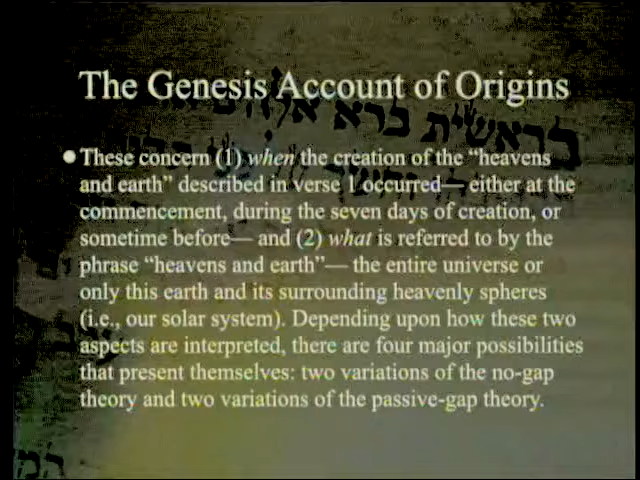 The Genesis Account of Origins
בראשית ברא אלהים
• These concern (1) when the creation of the “heavens
and earth” described in verse 1 occurred— either at the
commencement, during the seven days of creation, or
sometime before— and (2) what is referred to by the
phrase “heavens and earth”— the entire universe or
only this earth and its surrounding heavenly spheres
(i.e., our solar system). Depending upon how these two
aspects are interpreted, there are four major possibilities
that present themselves: two variations of the no-gap
theory and two variations of the passive-gap theory.